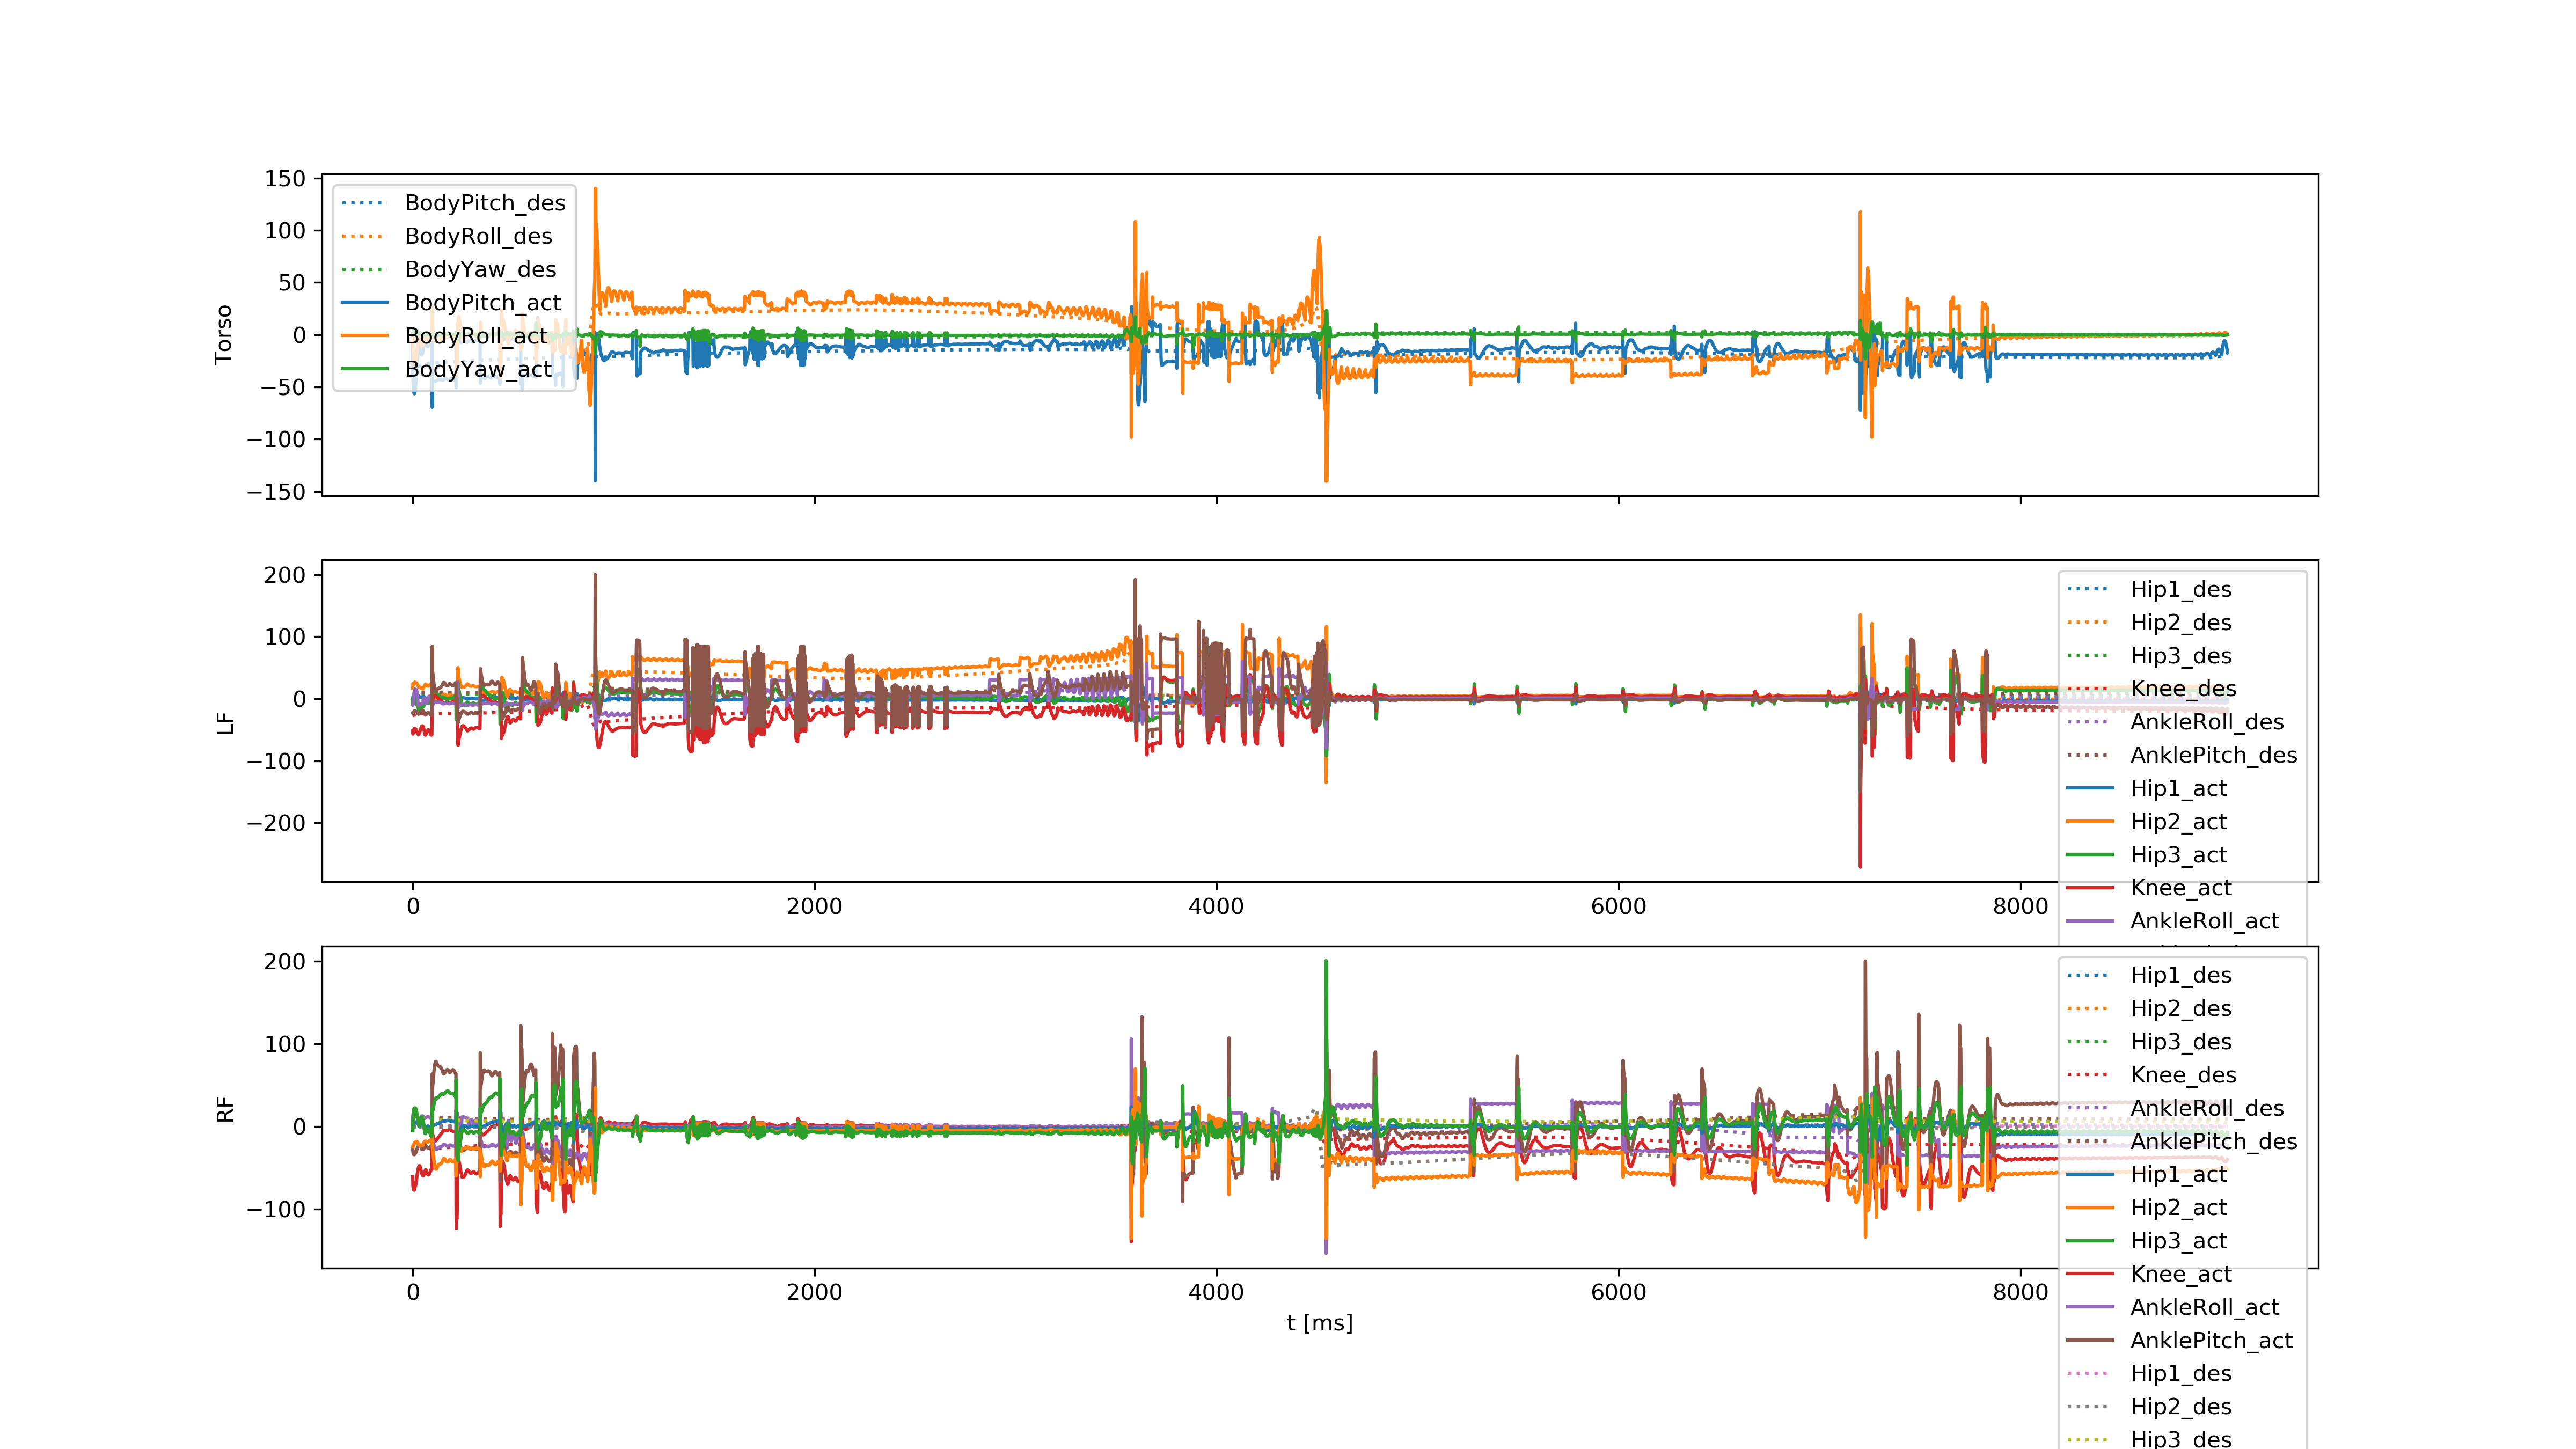 150
100
50
0
−50
−100
−150
Torso
BodyPitch_des
BodyRoll_des
BodyYaw_des
BodyPitch_act
BodyRoll_act
BodyYaw_act
200
100
0
−100
−200
LF
Hip1_des
Hip2_des
Hip3_des
Knee_des
AnkleRoll_des
AnklePitch_des
Hip1_act
Hip2_act
Hip3_act
Knee_act
AnkleRoll_act
0 2000 4000 6000 8000
200
100
0
−100
RF
Hip1_des
Hip2_des
Hip3_des
Knee_des
AnkleRoll_des
AnklePitch_des
Hip1_act
Hip2_act
Hip3_act
Knee_act
AnkleRoll_act
AnklePitch_act
Hip1_des
Hip2_des
Hip3_des
0 2000 4000 6000 8000
t [ms]